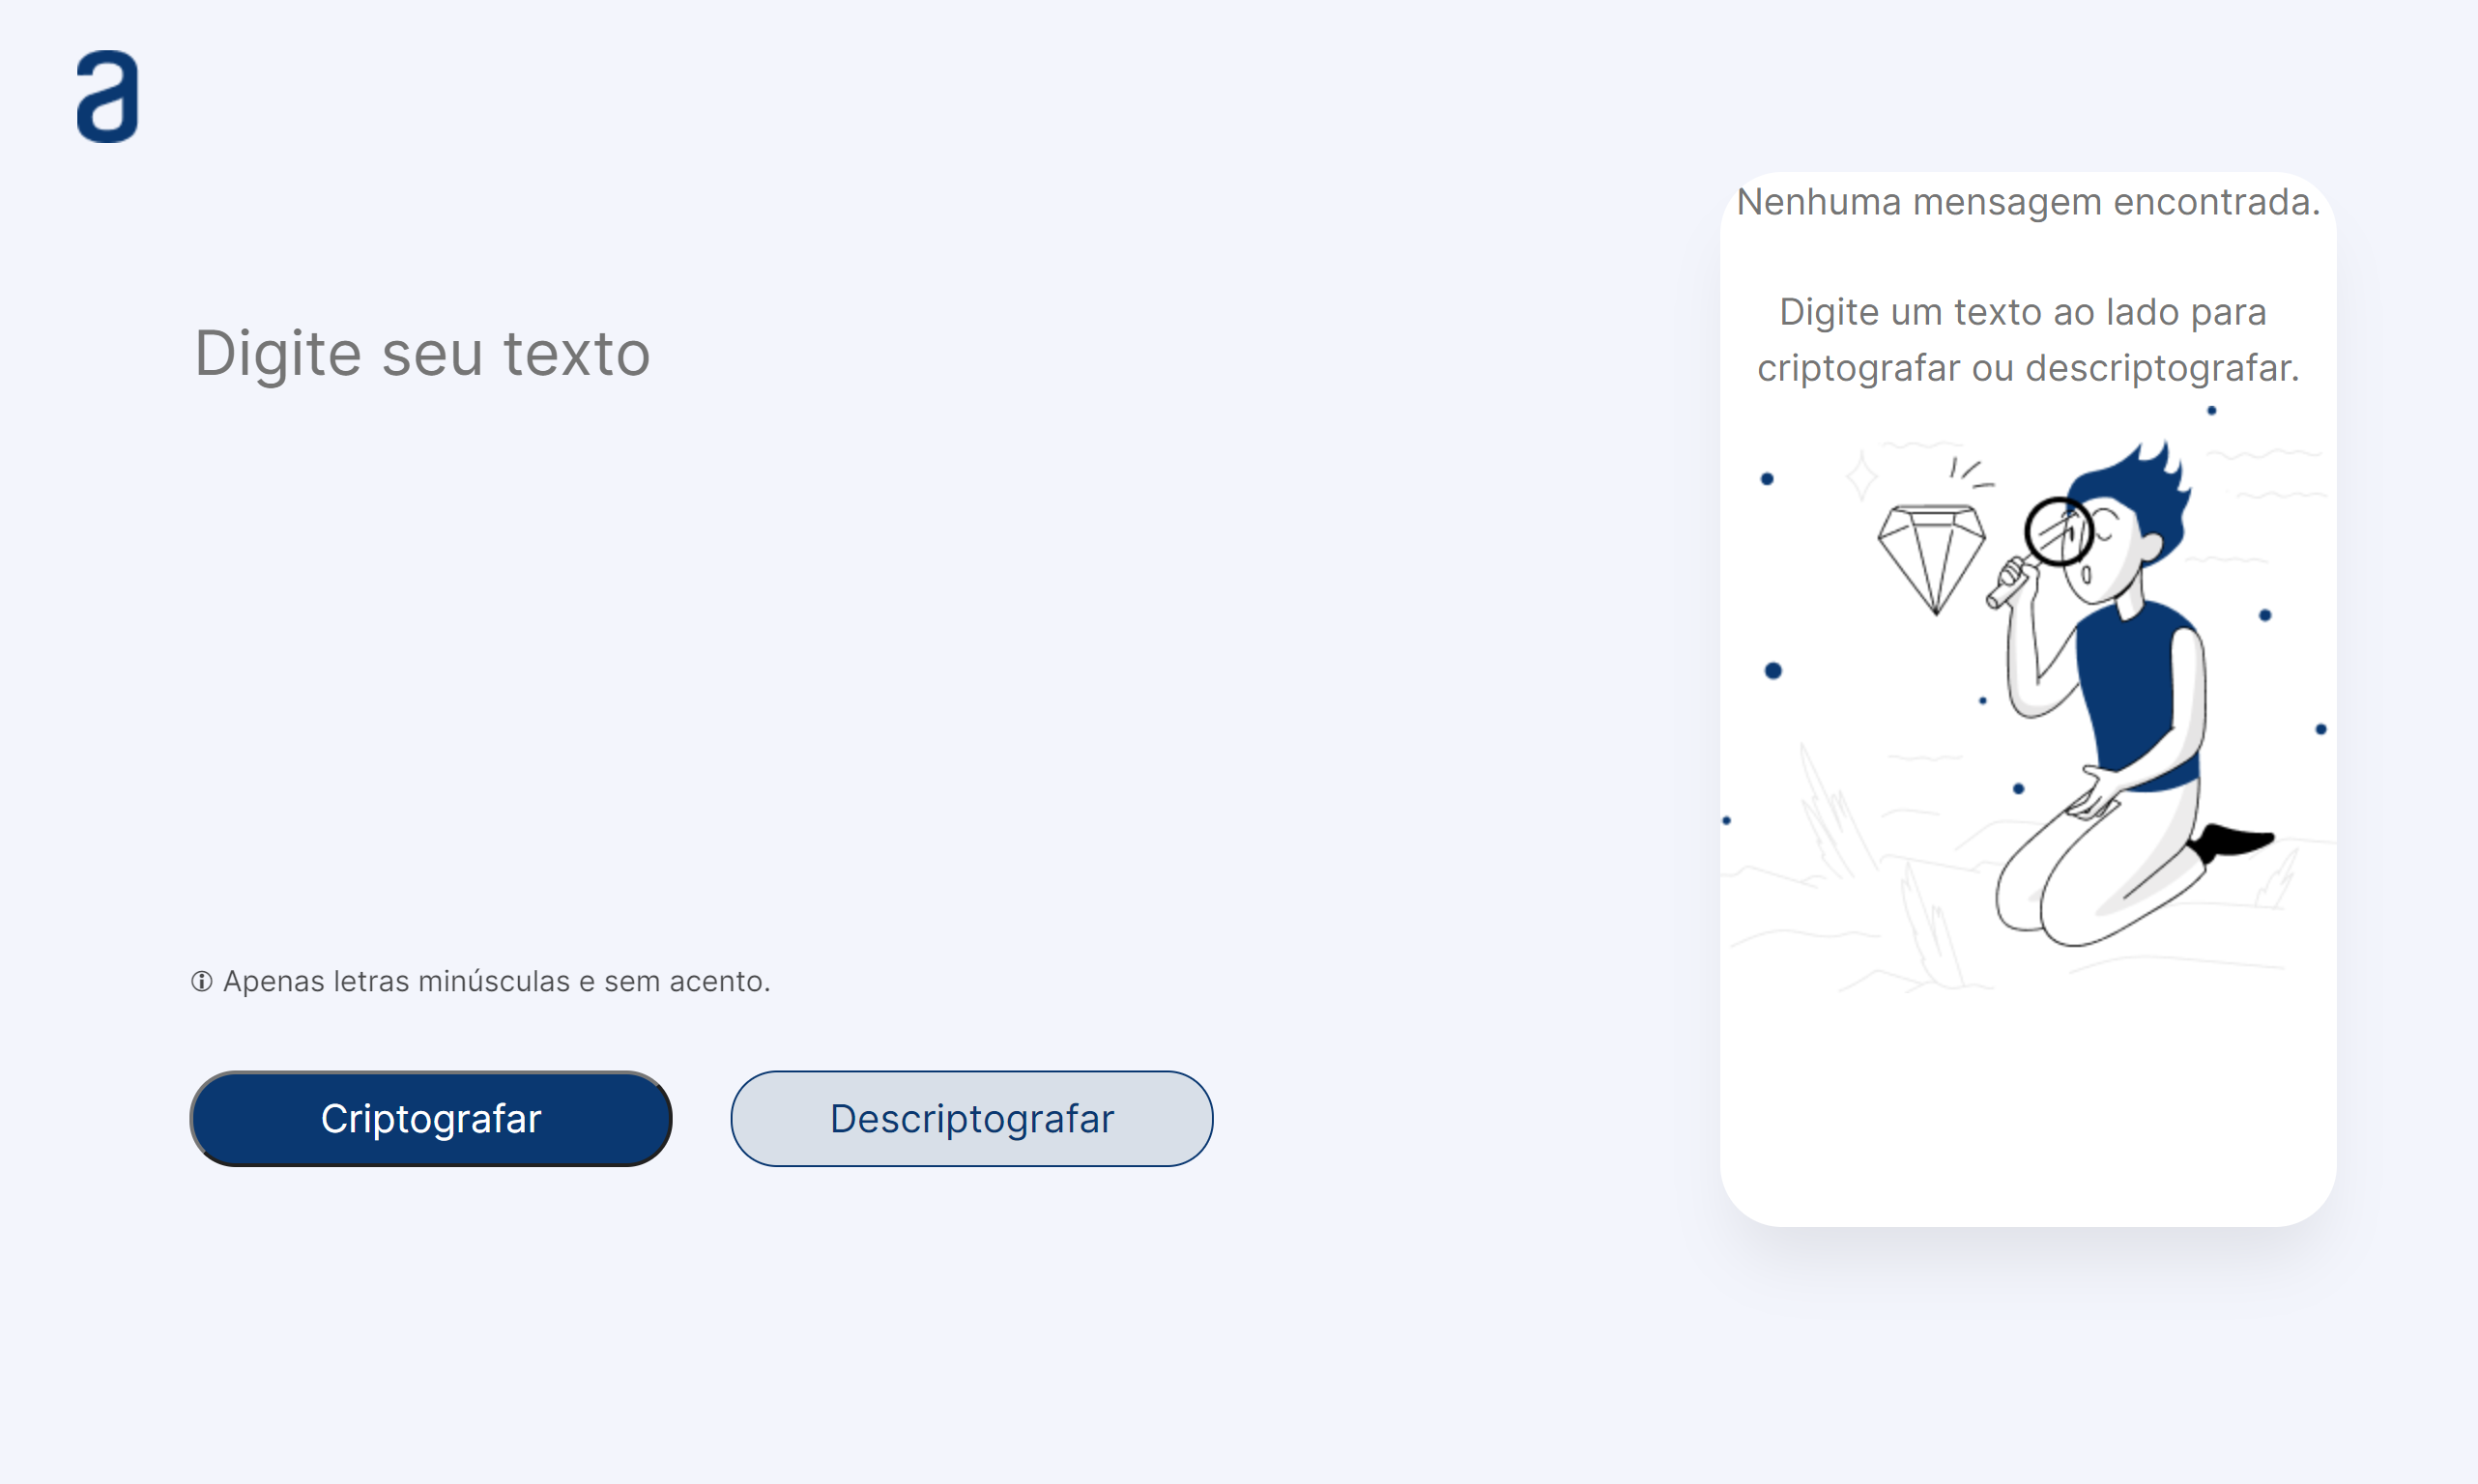 a
Nenhuma mensagem encontrada.
Digite um texto ao lado para
criptografar ou descriptografar.
Digite seu texto
🛈 Apenas letras minúsculas e sem acento.
Criptografar
Descriptografar